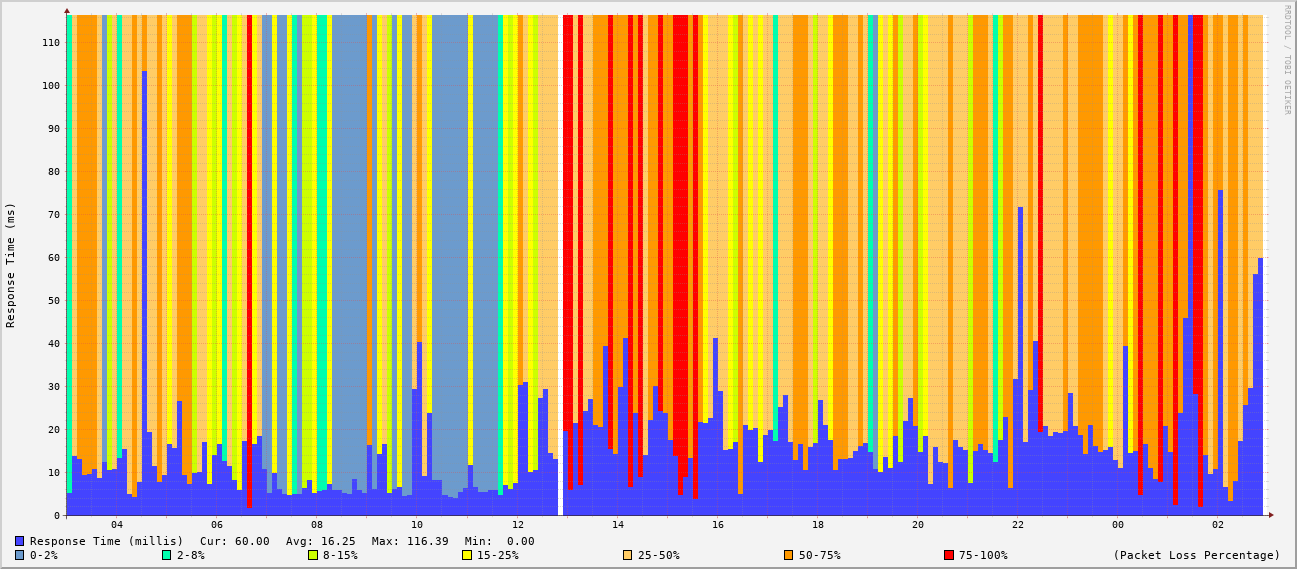 RRDTOOL / TOBI OETIKER
Response Time (ms)
110
100
90
80
70
60
50
40
30
20
10
0
04 06 08 10 12 14 16 18 20 22 00 02
Response Time (millis) Cur: 60.00 Avg: 16.25 Max: 116.39 Min: 0.00
0-2% 2-8% 8-15% 15-25% 25-50% 50-75% 75-100% (Packet Loss Percentage)